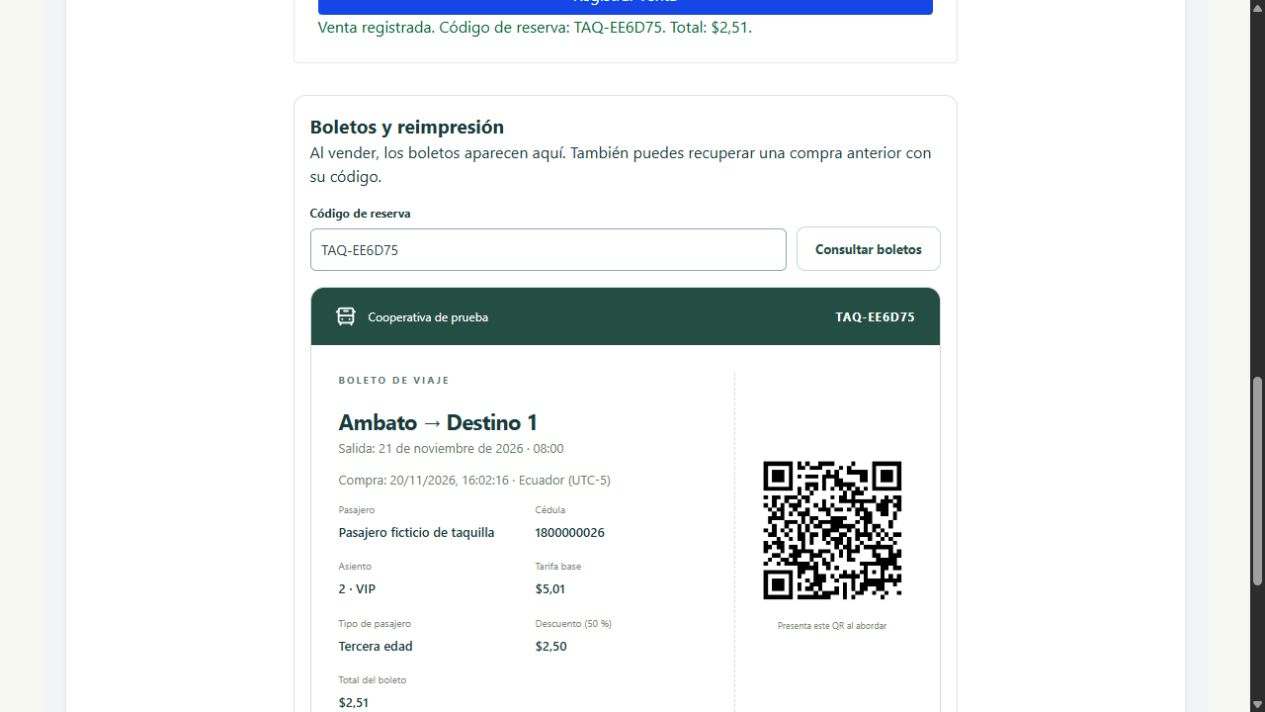 Registrar venta
Venta registrada. Código de reserva: TAQ-EE6D75. Total: $2,51.
Boletos y reimpresión
Al vender, los boletos aparecen aquí. También puedes recuperar una compra anterior con
su código.
Código de reserva
TAQ-EE6D75
Consultar boletos
Cooperativa de prueba
TAQ-EE6D75
BOLETO DE VIAJE
Ambato → Destino 1
Salida: 21 de noviembre de 2026 · 08:00
Compra: 20/11/2026, 16:02:16 · Ecuador (UTC-5)
Pasajero
Cédula
Pasajero ficticio de taquilla
1800000026
Asiento
Tarifa base
2 · VIP
$5,01
Tipo de pasajero
Descuento (50 %)
Tercera edad
$2,50
Total del boleto
$2,51
Presenta este QR al abordar